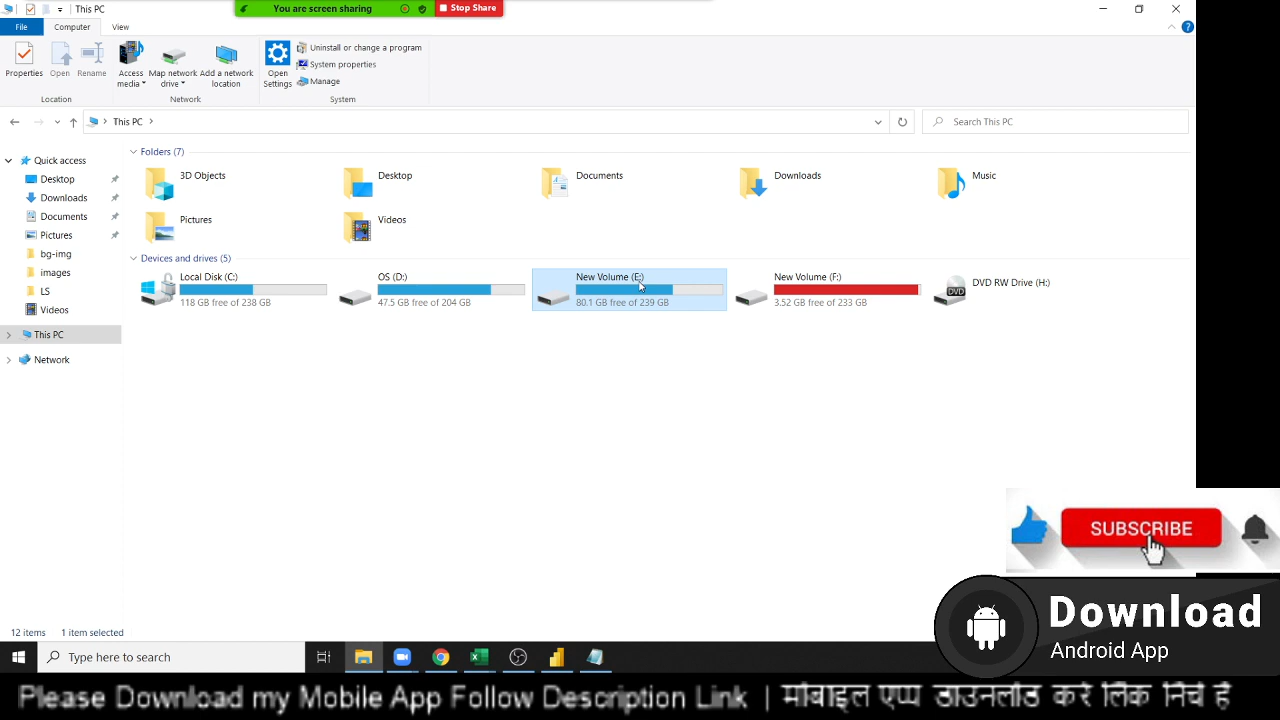 This PC
You are screen sharing
Stop Share
File
Computer
View
Properties
Open
Rename
Access media
Map network drive
Add a network location
Open Settings
Uninstall or change a program
System properties
Manage
Location
Network
System
This PC
Search This PC
Quick access
Desktop
Downloads
Documents
Pictures
bg-img
images
LS
Videos
This PC
Network
Folders (7)
3D Objects
Desktop
Documents
Downloads
Music
Pictures
Videos
Devices and drives (5)
Local Disk (C:)
118 GB free of 238 GB
OS (D:)
47.5 GB free of 204 GB
New Volume (E:)
80.1 GB free of 239 GB
New Volume (F:)
3.52 GB free of 233 GB
DVD
DVD RW Drive (H:)
SUBSCRIBE
Download
Android App
12 items
1 item selected
Type here to search
Please Download my Mobile App Follow Description Link | मोबाइल एप्प डाउनलोड करे लिंक निचे है